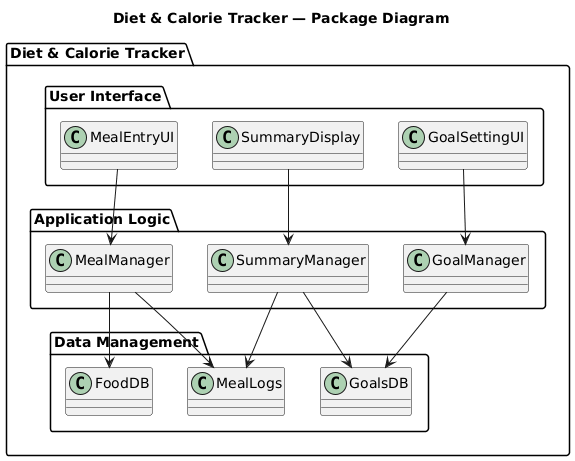 Diet & Calorie Tracker — Package Diagram
Diet & Calorie Tracker
User Interface
C MealEntryUI
C SummaryDisplay
C GoalSettingUI
Application Logic
C MealManager
C SummaryManager
C GoalManager
Data Management
C FoodDB
C MealLogs
C GoalsDB